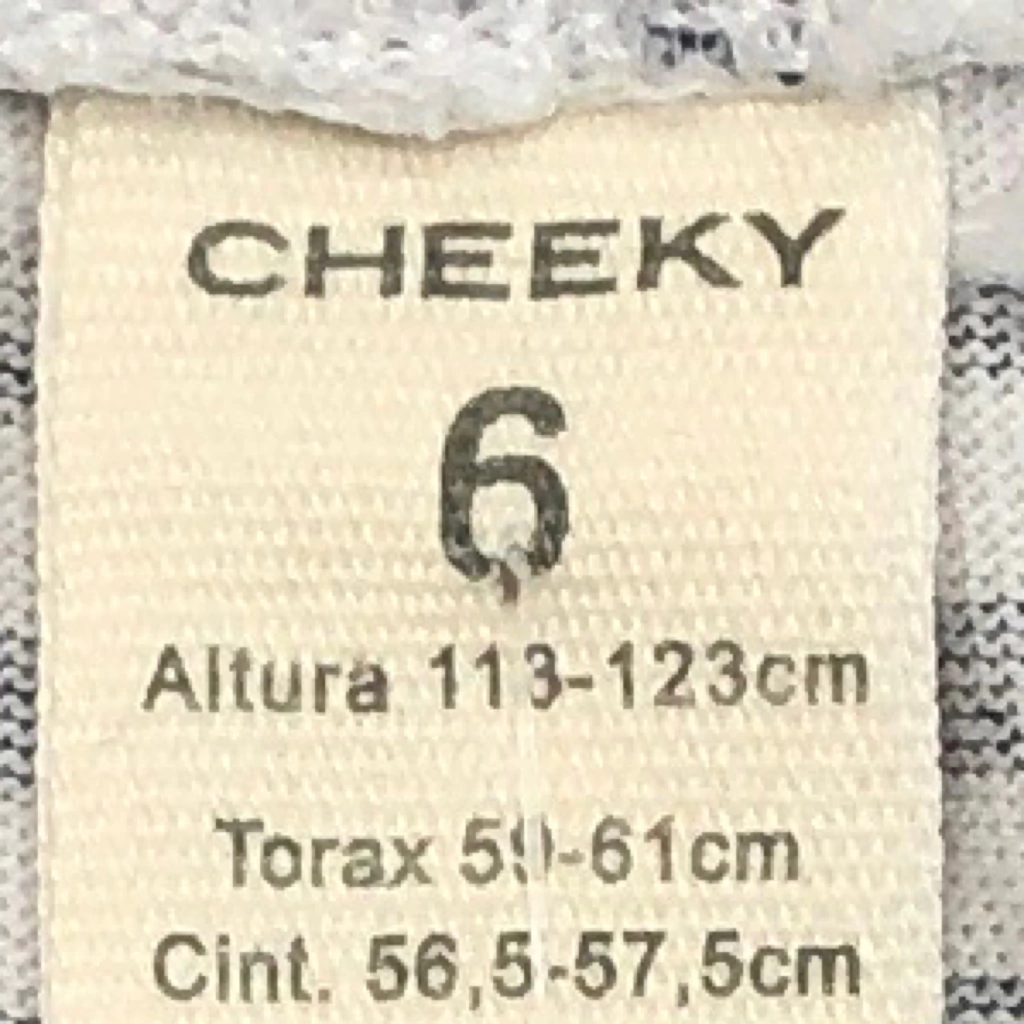 CHEEKY
6
Altura 113-123cm
Torax 59-61cm
Cint. 56,5-57,5cm